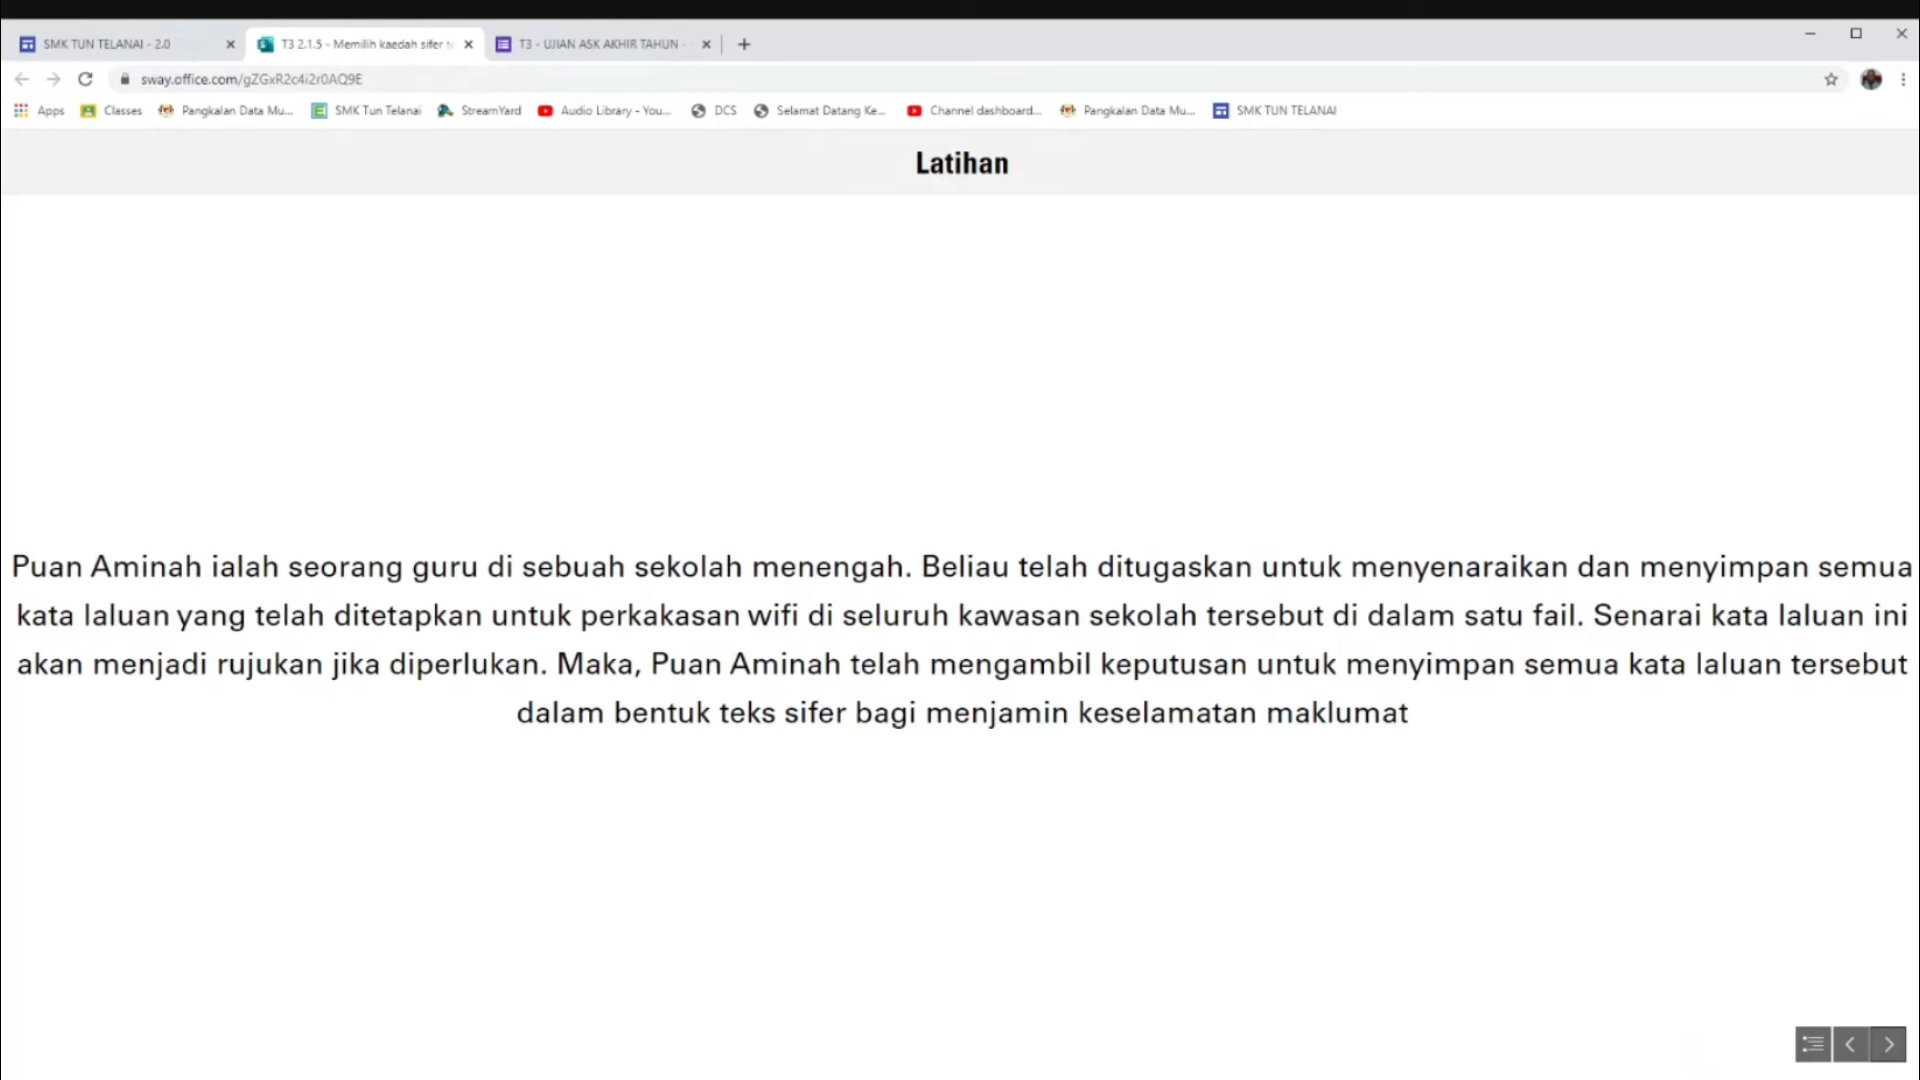 SMK TUN TELANAI - 2.0
T3 2.1.5 - Memilih kaedah sifer t
T3 - UJIAN ASK AKHIR TAHUN -
sway.office.com/gZGxR2c4i2r0AQ9E
Apps Classes Pangkalan Data Mu... SMK Tun Telanai StreamYard Audio Library - You... DCS Selamat Datang Ke... Channel dashboard... Pangkalan Data Mu... SMK TUN TELANAI
Latihan
Puan Aminah ialah seorang guru di sebuah sekolah menengah. Beliau telah ditugaskan untuk menyenaraikan dan menyimpan semua
kata laluan yang telah ditetapkan untuk perkakasan wifi di seluruh kawasan sekolah tersebut di dalam satu fail. Senarai kata laluan ini
akan menjadi rujukan jika diperlukan. Maka, Puan Aminah telah mengambil keputusan untuk menyimpan semua kata laluan tersebut
dalam bentuk teks sifer bagi menjamin keselamatan maklumat